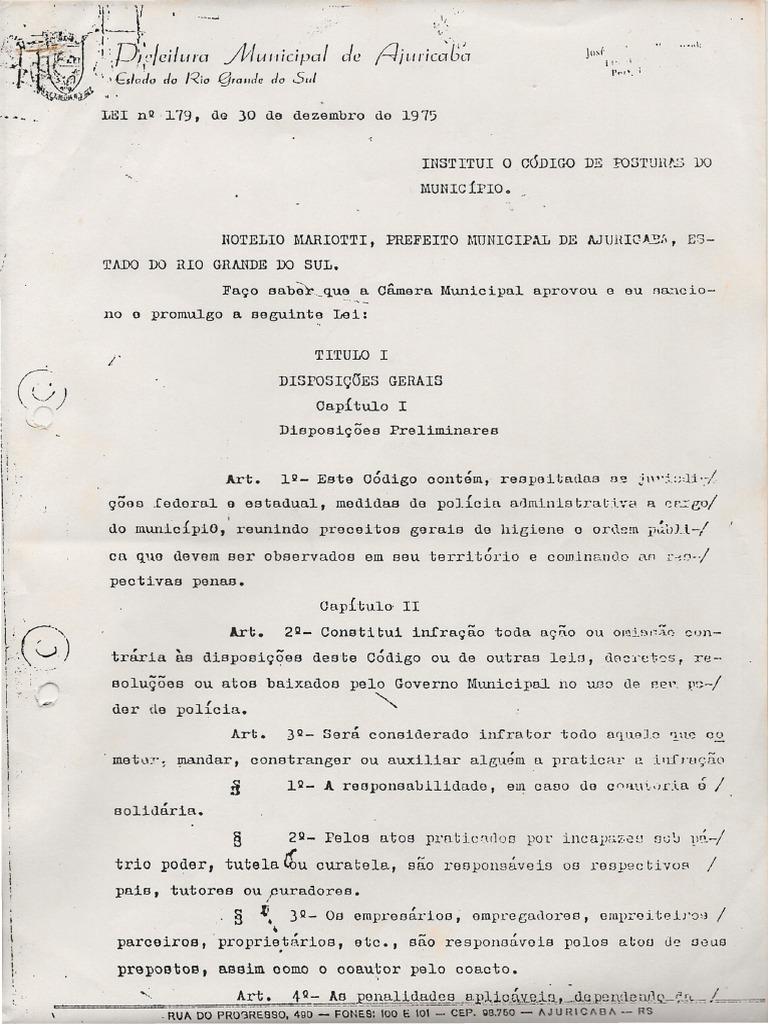 Prefeitura Municipal de Ajuricaba
Estado do Rio Grande do Sul
José
LEI nº 179, de 30 de dezembro de 1975
INSTITUI O CÓDIGO DE POSTURAS DO
MUNICÍPIO.
NOTELIO MARIOTTI, PREFEITO MUNICIPAL DE AJURICABA, ES-
TADO DO RIO GRANDE DO SUL.
Faço saber que a Câmera Municipal aprovou e eu sancio-
no e promulgo a seguinte Lei:
TITULO I
DISPOSIÇÕES GERAIS
Capítulo I
Disposições Preliminares
Art. 1º- Este Código contém, respeitadas as jurisdi-/
ções federal e estadual, medidas de polícia administrativa a cargo/
do município, reunindo preceitos gerais de higiene e ordem públi-/
ca que devem ser observados em seu território e cominando as res-/
pectivas penas.
Capítulo II
Art. 2º- Constitui infração toda ação ou omissão con-
trária às disposições deste Código ou de outras leis, decretos, re-
soluções ou atos baixados pelo Governo Municipal no uso de seu po-/
der de polícia.
Art. 3º- Será considerado infrator todo aquele que co
meter, mandar, constranger ou auxiliar alguém a praticar a infração
§ 1º- A responsabilidade, em caso de coautoria é /
solidária.
§ 2º- Pelos atos praticados por incapazes sob pá-/
trio poder, tutela ou curatela, são responsáveis os respectivos /
pais, tutores ou curadores.
§ 3º- Os empresários, empregadores, empreiteiros /
parceiros, proprietários, etc., são responsáveis pelos atos de seus
prepostos, assim como o coautor pelo coacto.
Art. 4º- As penalidades aplicáveis, dependendo da /
RUA DO PROGRESSO, 490 - FONES: 100 E 101 - CEP. 98.750 - AJURICABA - RS